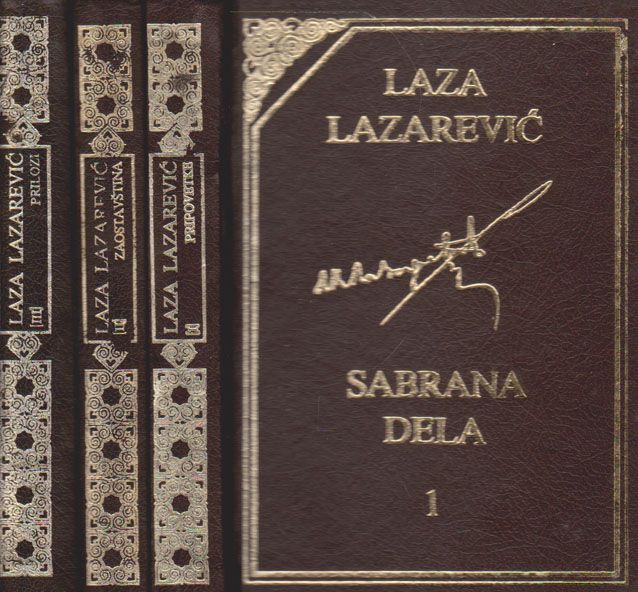 LAZA LAZAREVIĆ
PRILOZI
[III]
LAZA LAZAREVIĆ
ZAOSTAVŠTINA
[II]
LAZA LAZAREVIĆ
PRIPOVETKE
[I]
LAZA
LAZAREVIĆ
SABRANA
DELA
1